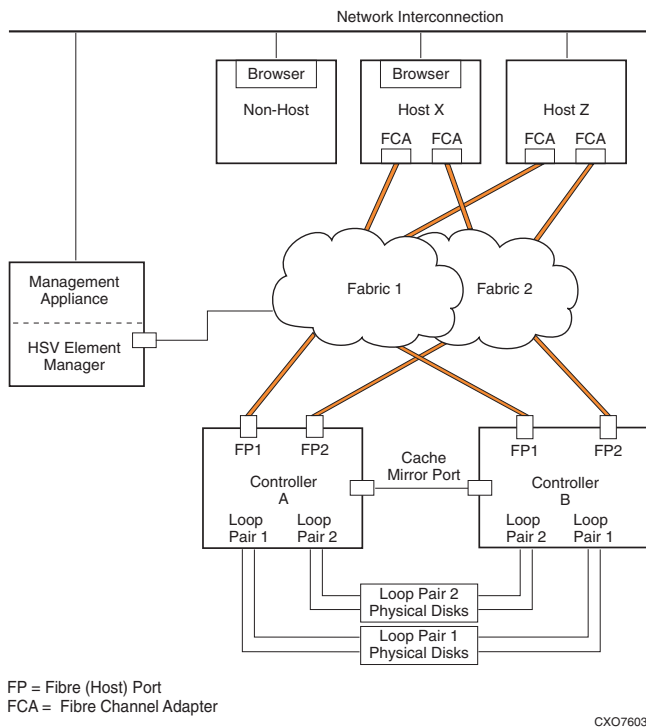 Network Interconnection
Browser
Browser
Non-Host
Host X
Host Z
FCA
FCA
FCA
FCA
Management
Appliance
HSV Element
Manager
Fabric 1
Fabric 2
FP1
FP2
FP1
FP2
Controller
A
Cache
Mirror Port
Controller
B
Loop
Pair 1
Loop
Pair 2
Loop
Pair 2
Loop
Pair 1
Loop Pair 2
Physical Disks
Loop Pair 1
Physical Disks
FP = Fibre (Host) Port
FCA = Fibre Channel Adapter
CXO7603